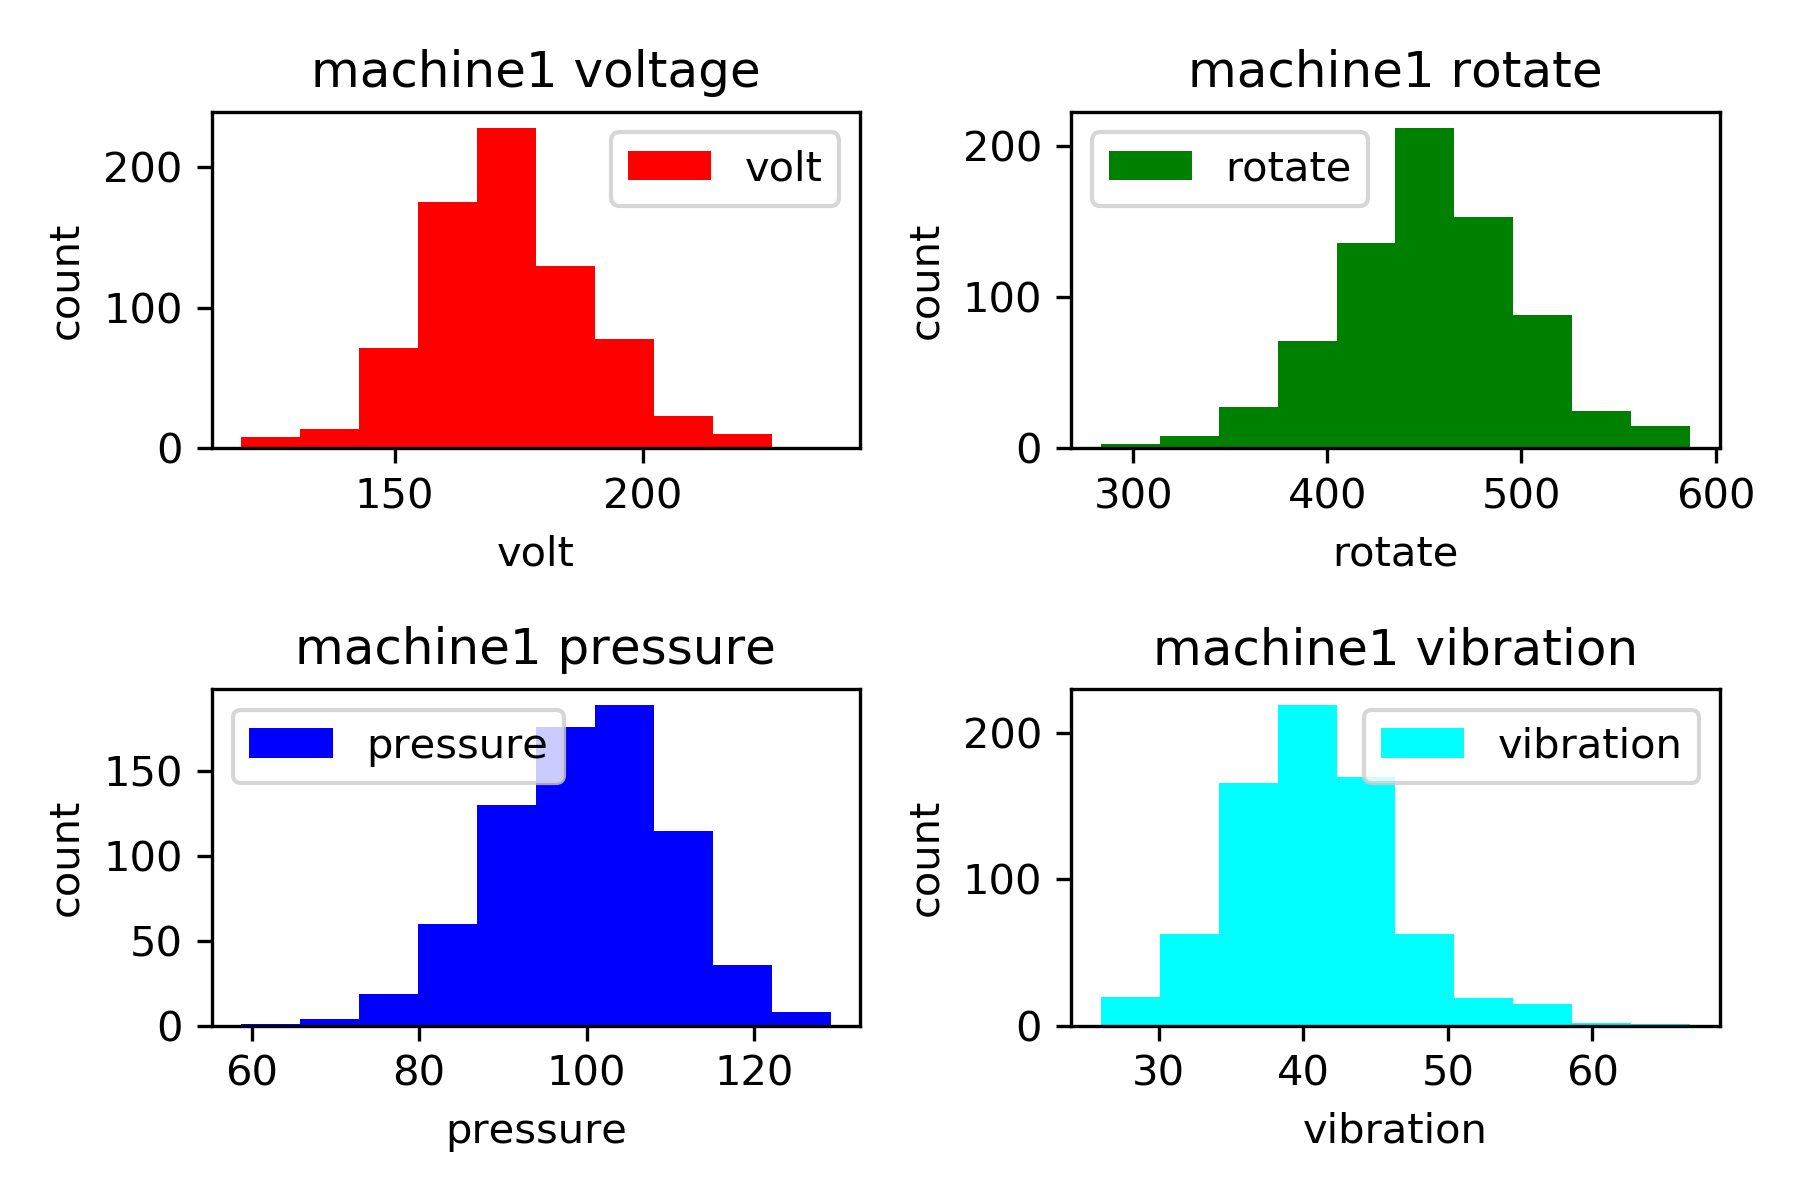 machine1 voltage
200
100
0
count
volt
150
200
volt
machine1 rotate
200
100
0
count
rotate
300
400
500
600
rotate
machine1 pressure
150
100
50
0
count
pressure
60
80
100
120
pressure
machine1 vibration
200
100
0
count
vibration
30
40
50
60
vibration